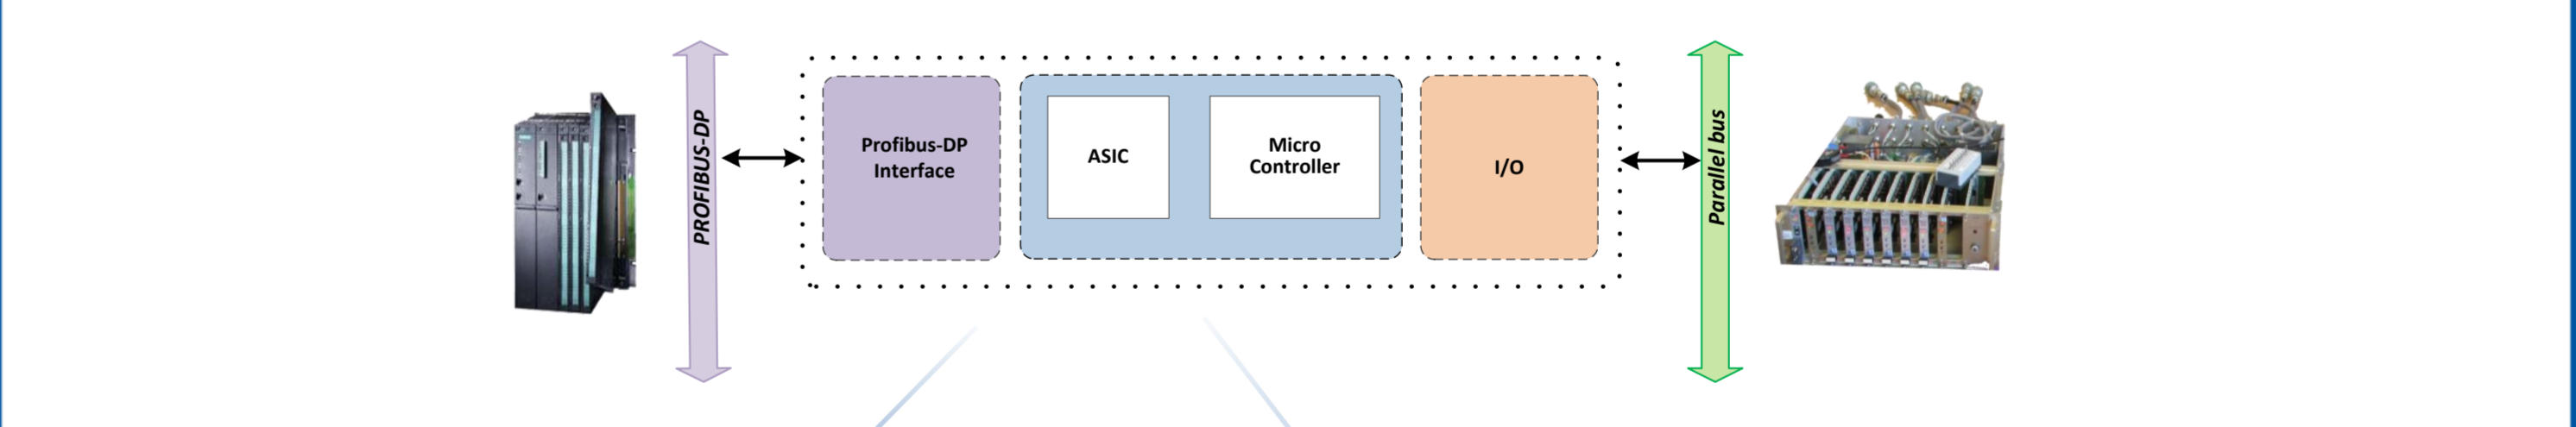 PROFIBUS-DP
Profibus-DP
Interface
ASIC
Micro
Controller
I/O
Parallel bus